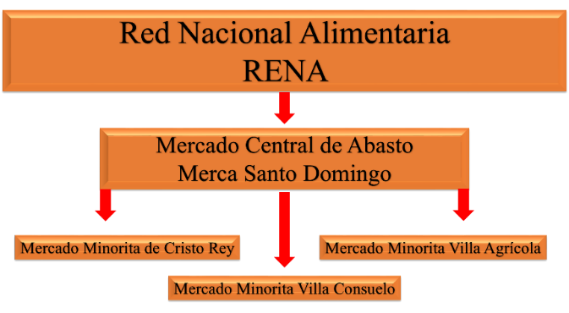 Red Nacional Alimentaria
RENA
Mercado Central de Abasto
Merca Santo Domingo
Mercado Minorita de Cristo Rey
Mercado Minorita Villa Agrícola
Mercado Minorita Villa Consuelo